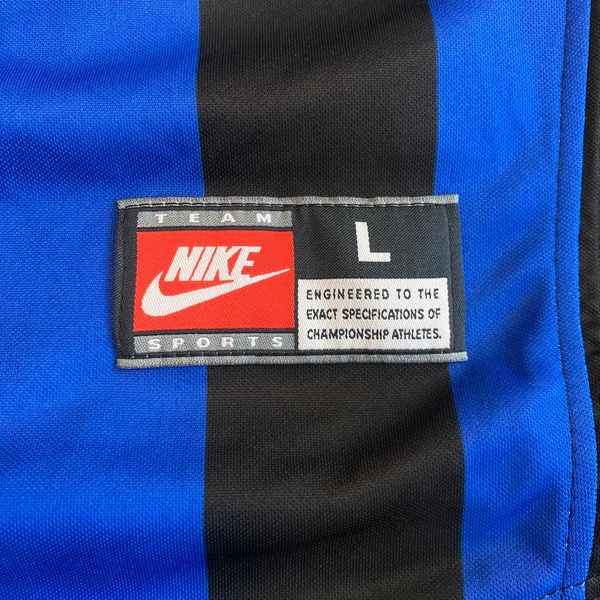 TEAM
NIKE
SPORTS
L
ENGINEERED TO THE
EXACT SPECIFICATIONS OF
CHAMPIONSHIP ATHLETES.